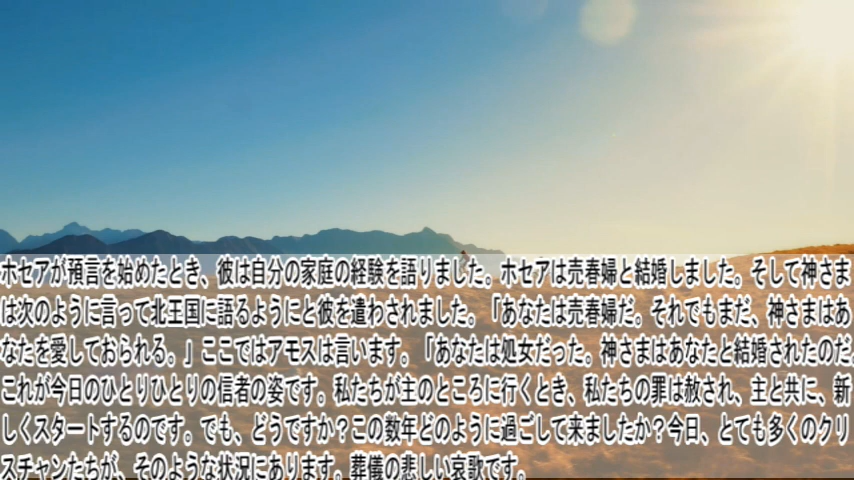 ホセアが預言を始めたとき、彼は自分の家庭の経験を語りました。ホセアは売春婦と結婚しました。そして神さま
は次のように言って北王国に語るようにと彼を遣わされました。「あなたは売春婦だ。それでもまだ、神さまはあ
なたを愛しておられる。」ここではアモスは言います。「あなたは処女だった。神さまはあなたと結婚されたのだ。
これが今日のひとりひとりの信者の姿です。私たちが主のところに行くとき、私たちの罪は赦され、主と共に、新
しくスタートするのです。でも、どうですか？この数年どのように過ごして来ましたか？今日、とても多くのクリ
スチャンたちが、そのような状況にあります。葬儀の悲しい哀歌です。